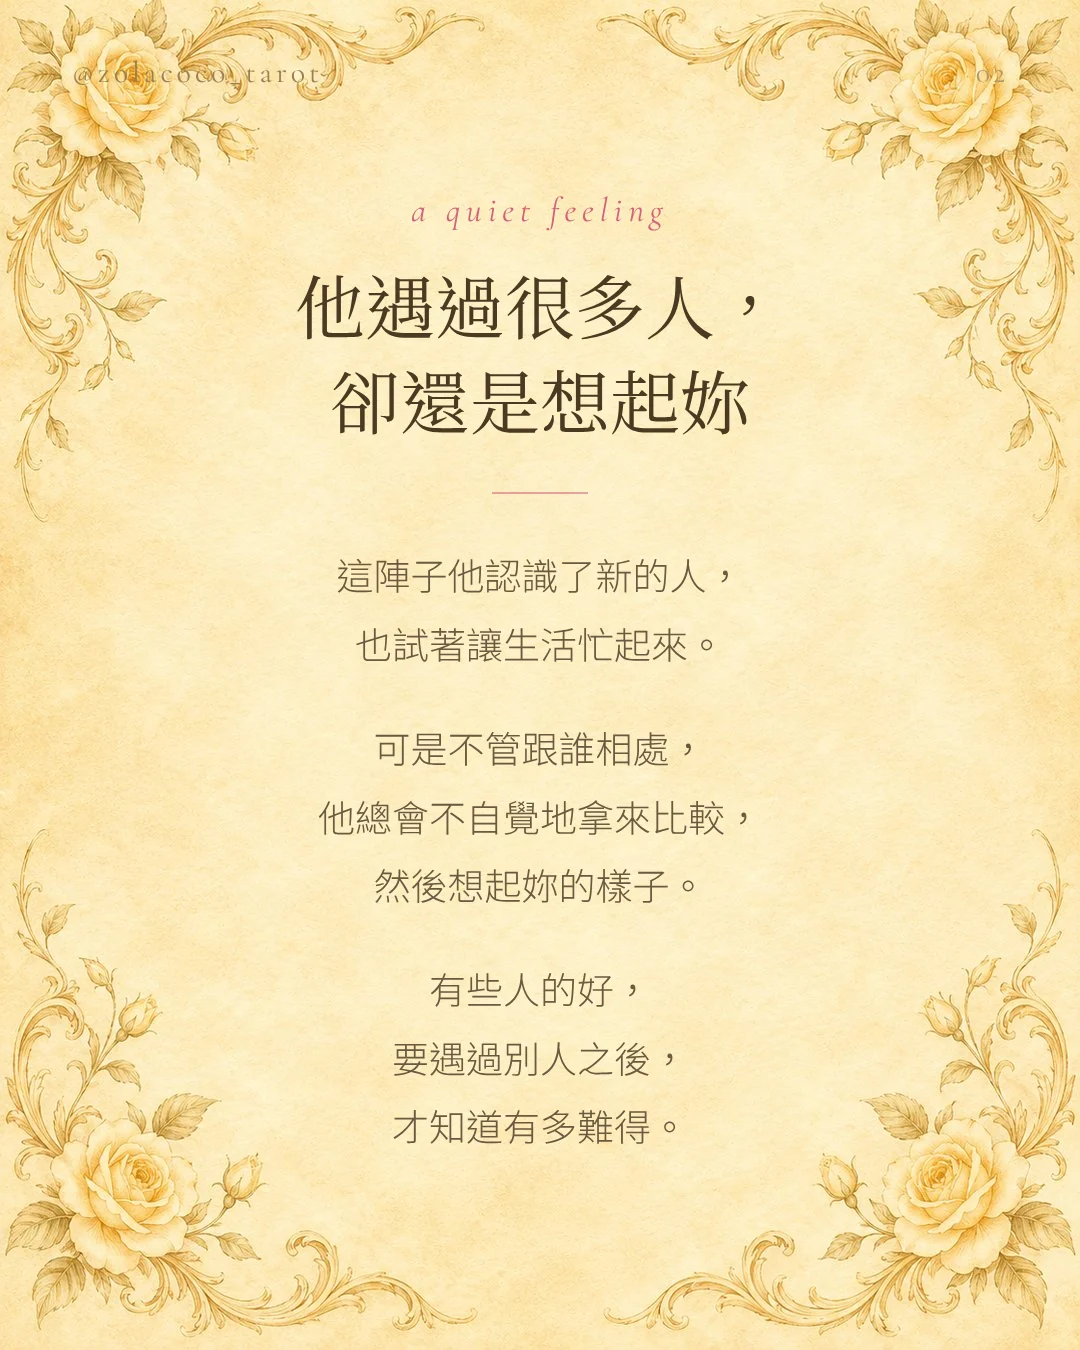 @zolacoco_tarot
02
a quiet feeling
他遇過很多人，
卻還是想起妳
這陣子他認識了新的人，
也試著讓生活忙起來。
可是不管跟誰相處，
他總會不自覺地拿來比較，
然後想起妳的樣子。
有些人的好，
要遇過別人之後，
才知道有多難得。